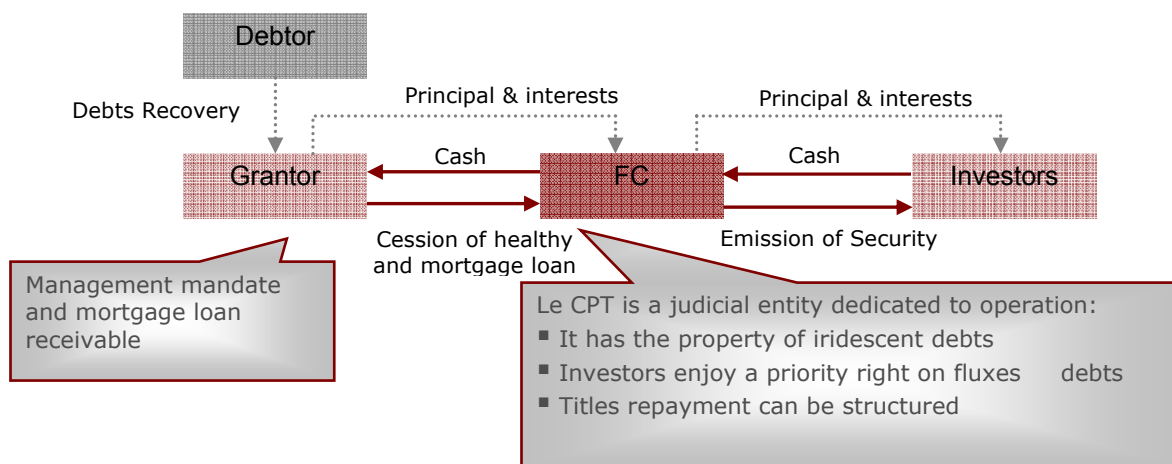 Debtor
Debts Recovery
Principal & interests
Principal & interests
Grantor
Cash
FC
Cash
Investors
Cession of healthy
and mortgage loan
Emission of Security
Management mandate
and mortgage loan
receivable
Le CPT is a judicial entity dedicated to operation:
▪ It has the property of iridescent debts
▪ Investors enjoy a priority right on fluxes debts
▪ Titles repayment can be structured